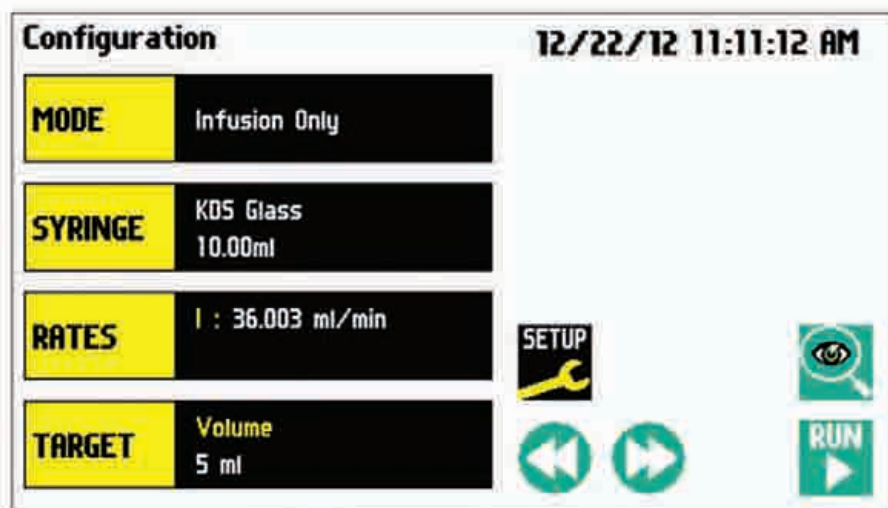 Configuration
12/22/12 11:11:12 AM
MODE
Infusion Only
SYRINGE
KDS Glass
10.00ml
RATES
I : 36.003 ml/min
TARGET
Volume
5 ml
SETUP
RUN